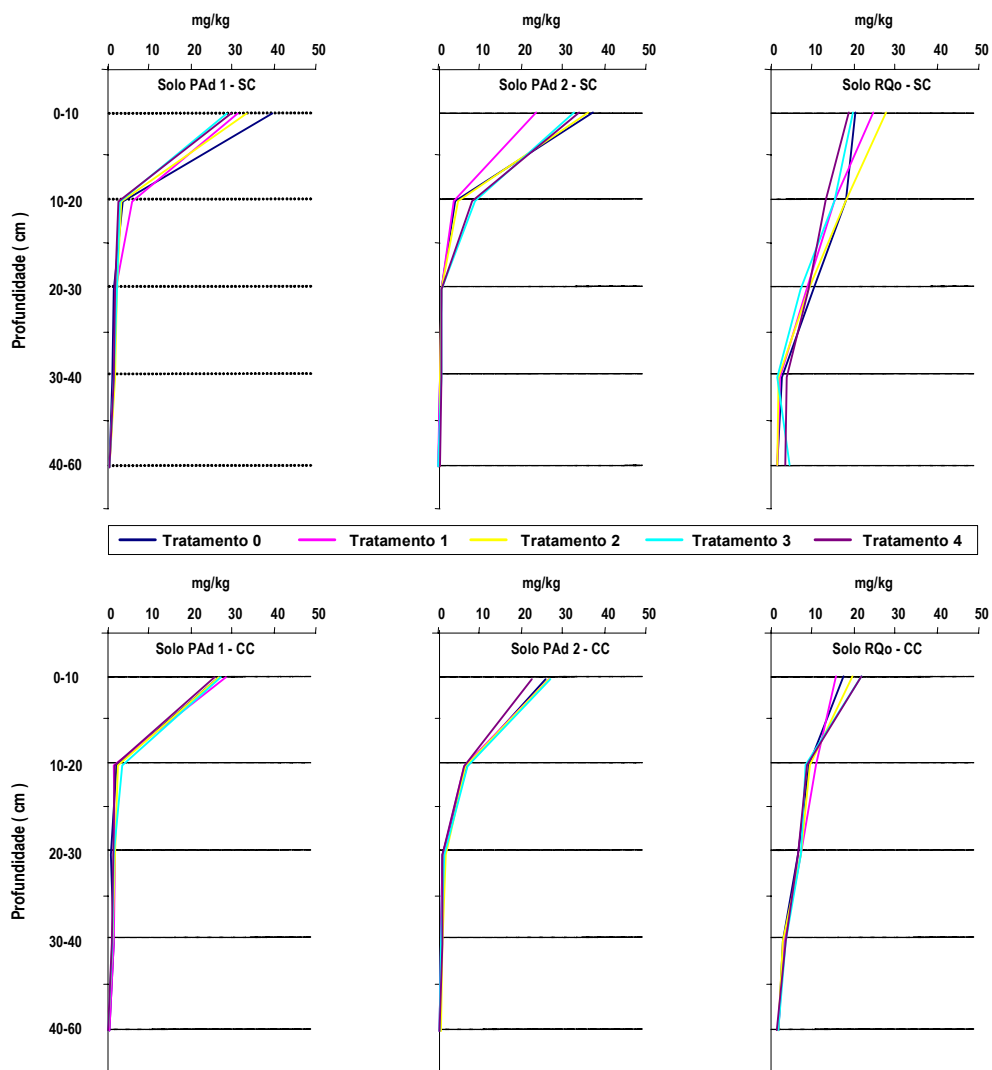 mg/kg mg/kg mg/kg
0 10 20 30 40 50 0 10 20 30 40 50 0 10 20 30 40 50
Solo PAd 1 - SC Solo PAd 2 - SC Solo RQo - SC
Profundidade ( cm )
0-10
10-20
20-30
30-40
40-60
Tratamento 0 Tratamento 1 Tratamento 2 Tratamento 3 Tratamento 4
mg/kg mg/kg mg/kg
0 10 20 30 40 50 0 10 20 30 40 50 0 10 20 30 40 50
Solo PAd 1 - CC Solo PAd 2 - CC Solo RQo - CC
Profundidade ( cm )
0-10
10-20
20-30
30-40
40-60